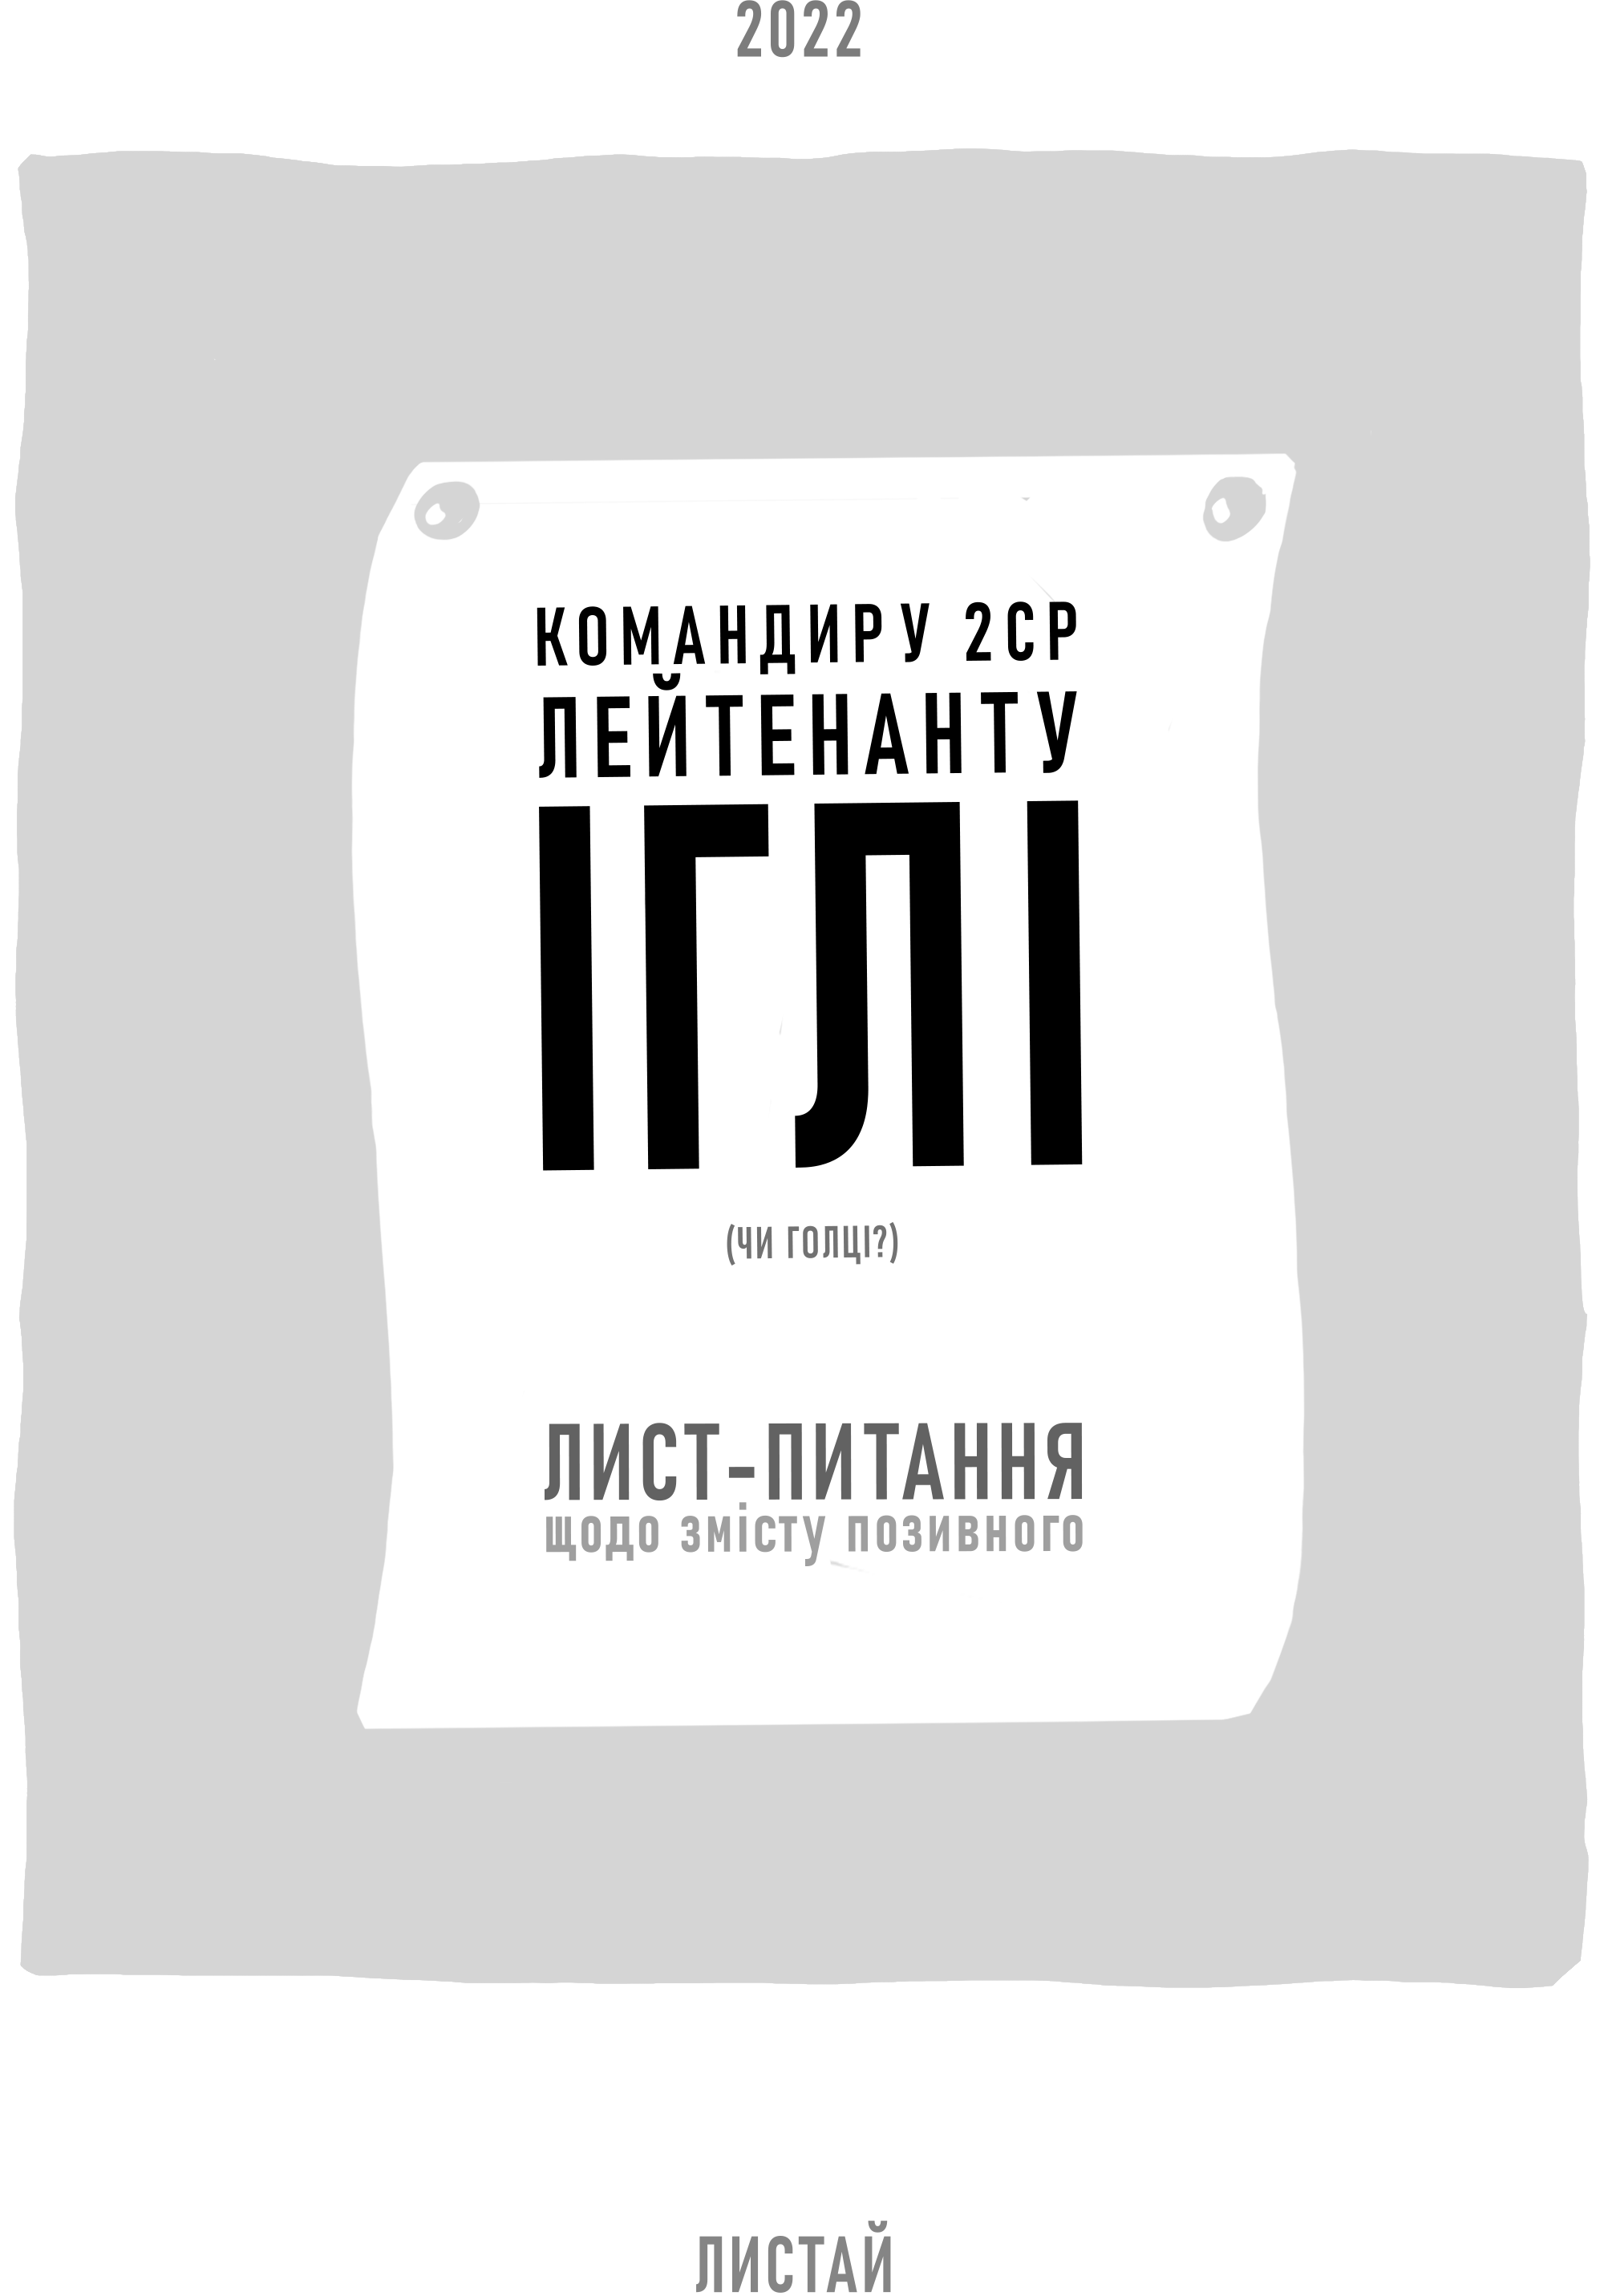 2022
КОМАНДИРУ 2СР
ЛЕЙТЕНАНТУ
ІГЛІ
(ЧИ ГОЛЦІ?)
ЛИСТ-ПИТАННЯ
щодо змісту позивного
ЛИСТАЙ